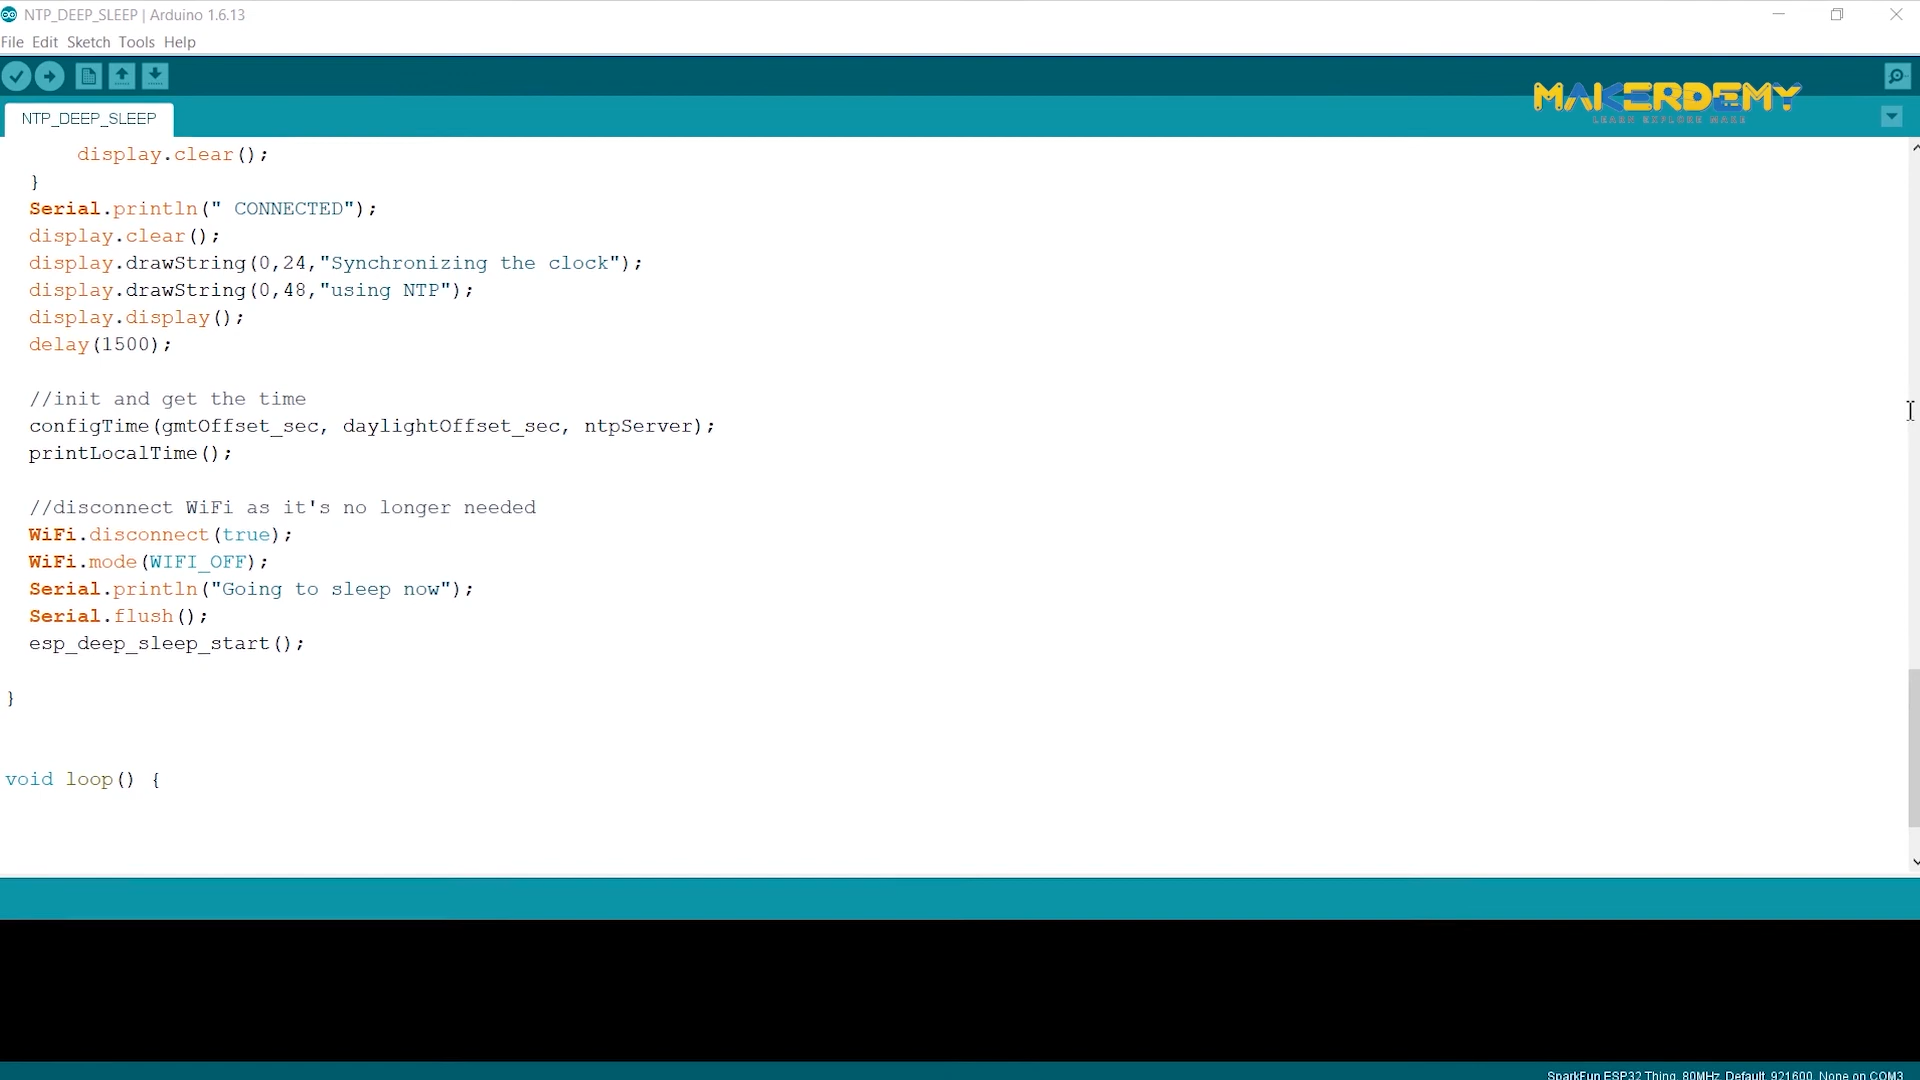 NTP_DEEP_SLEEP | Arduino 1.6.13
File Edit Sketch Tools Help
MAKERDEMY
LEARN EXPLORE MAKE
NTP_DEEP_SLEEP
display.clear();
}
Serial.println(" CONNECTED");
display.clear();
display.drawString(0,24,"Synchronizing the clock");
display.drawString(0,48,"using NTP");
display.display();
delay(1500);
//init and get the time
configTime(gmtOffset_sec, daylightOffset_sec, ntpServer);
printLocalTime();
//disconnect WiFi as it's no longer needed
WiFi.disconnect(true);
WiFi.mode(WIFI_OFF);
Serial.println("Going to sleep now");
Serial.flush();
esp_deep_sleep_start();
}
void loop() {
SparkFun ESP32 Thing, 80MHz, Default, 921600, None on COM3